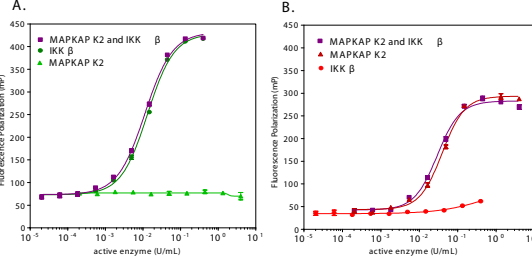 A.
450
400
350
300
250
200
150
100
50
0
Fluorescence Polarization (mP)
MAPKAP K2 and IKK β
IKK β
MAPKAP K2
10⁻⁵ 10⁻⁴ 10⁻³ 10⁻² 10⁻¹ 10⁰ 10¹
active enzyme (U/mL)
B.
450
400
350
300
250
200
150
100
50
0
Fluorescence Polarization (mP)
MAPKAP K2 and IKK β
MAPKAP K2
IKK β
10⁻⁵ 10⁻⁴ 10⁻³ 10⁻² 10⁻¹ 10⁰
active enzyme (U/mL)